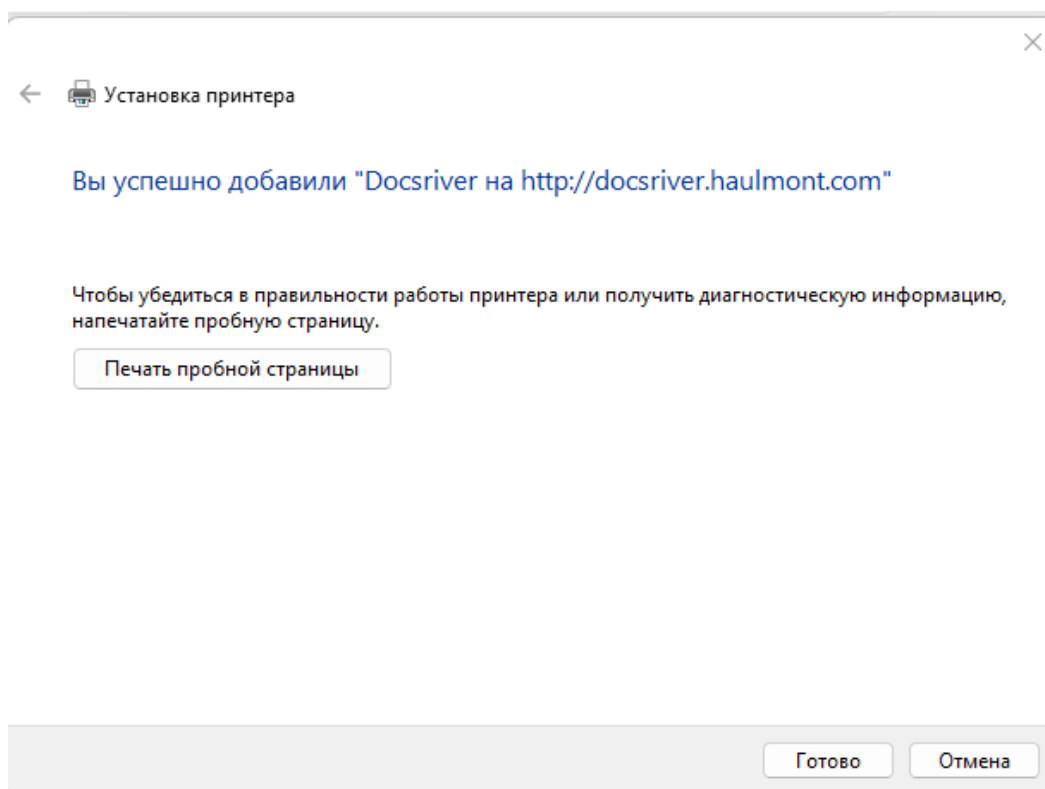 Установка принтера
Вы успешно добавили "Docsriver на http://docsriver.haulmont.com"
Чтобы убедиться в правильности работы принтера или получить диагностическую информацию,
напечатайте пробную страницу.
Печать пробной страницы
Готово
Отмена